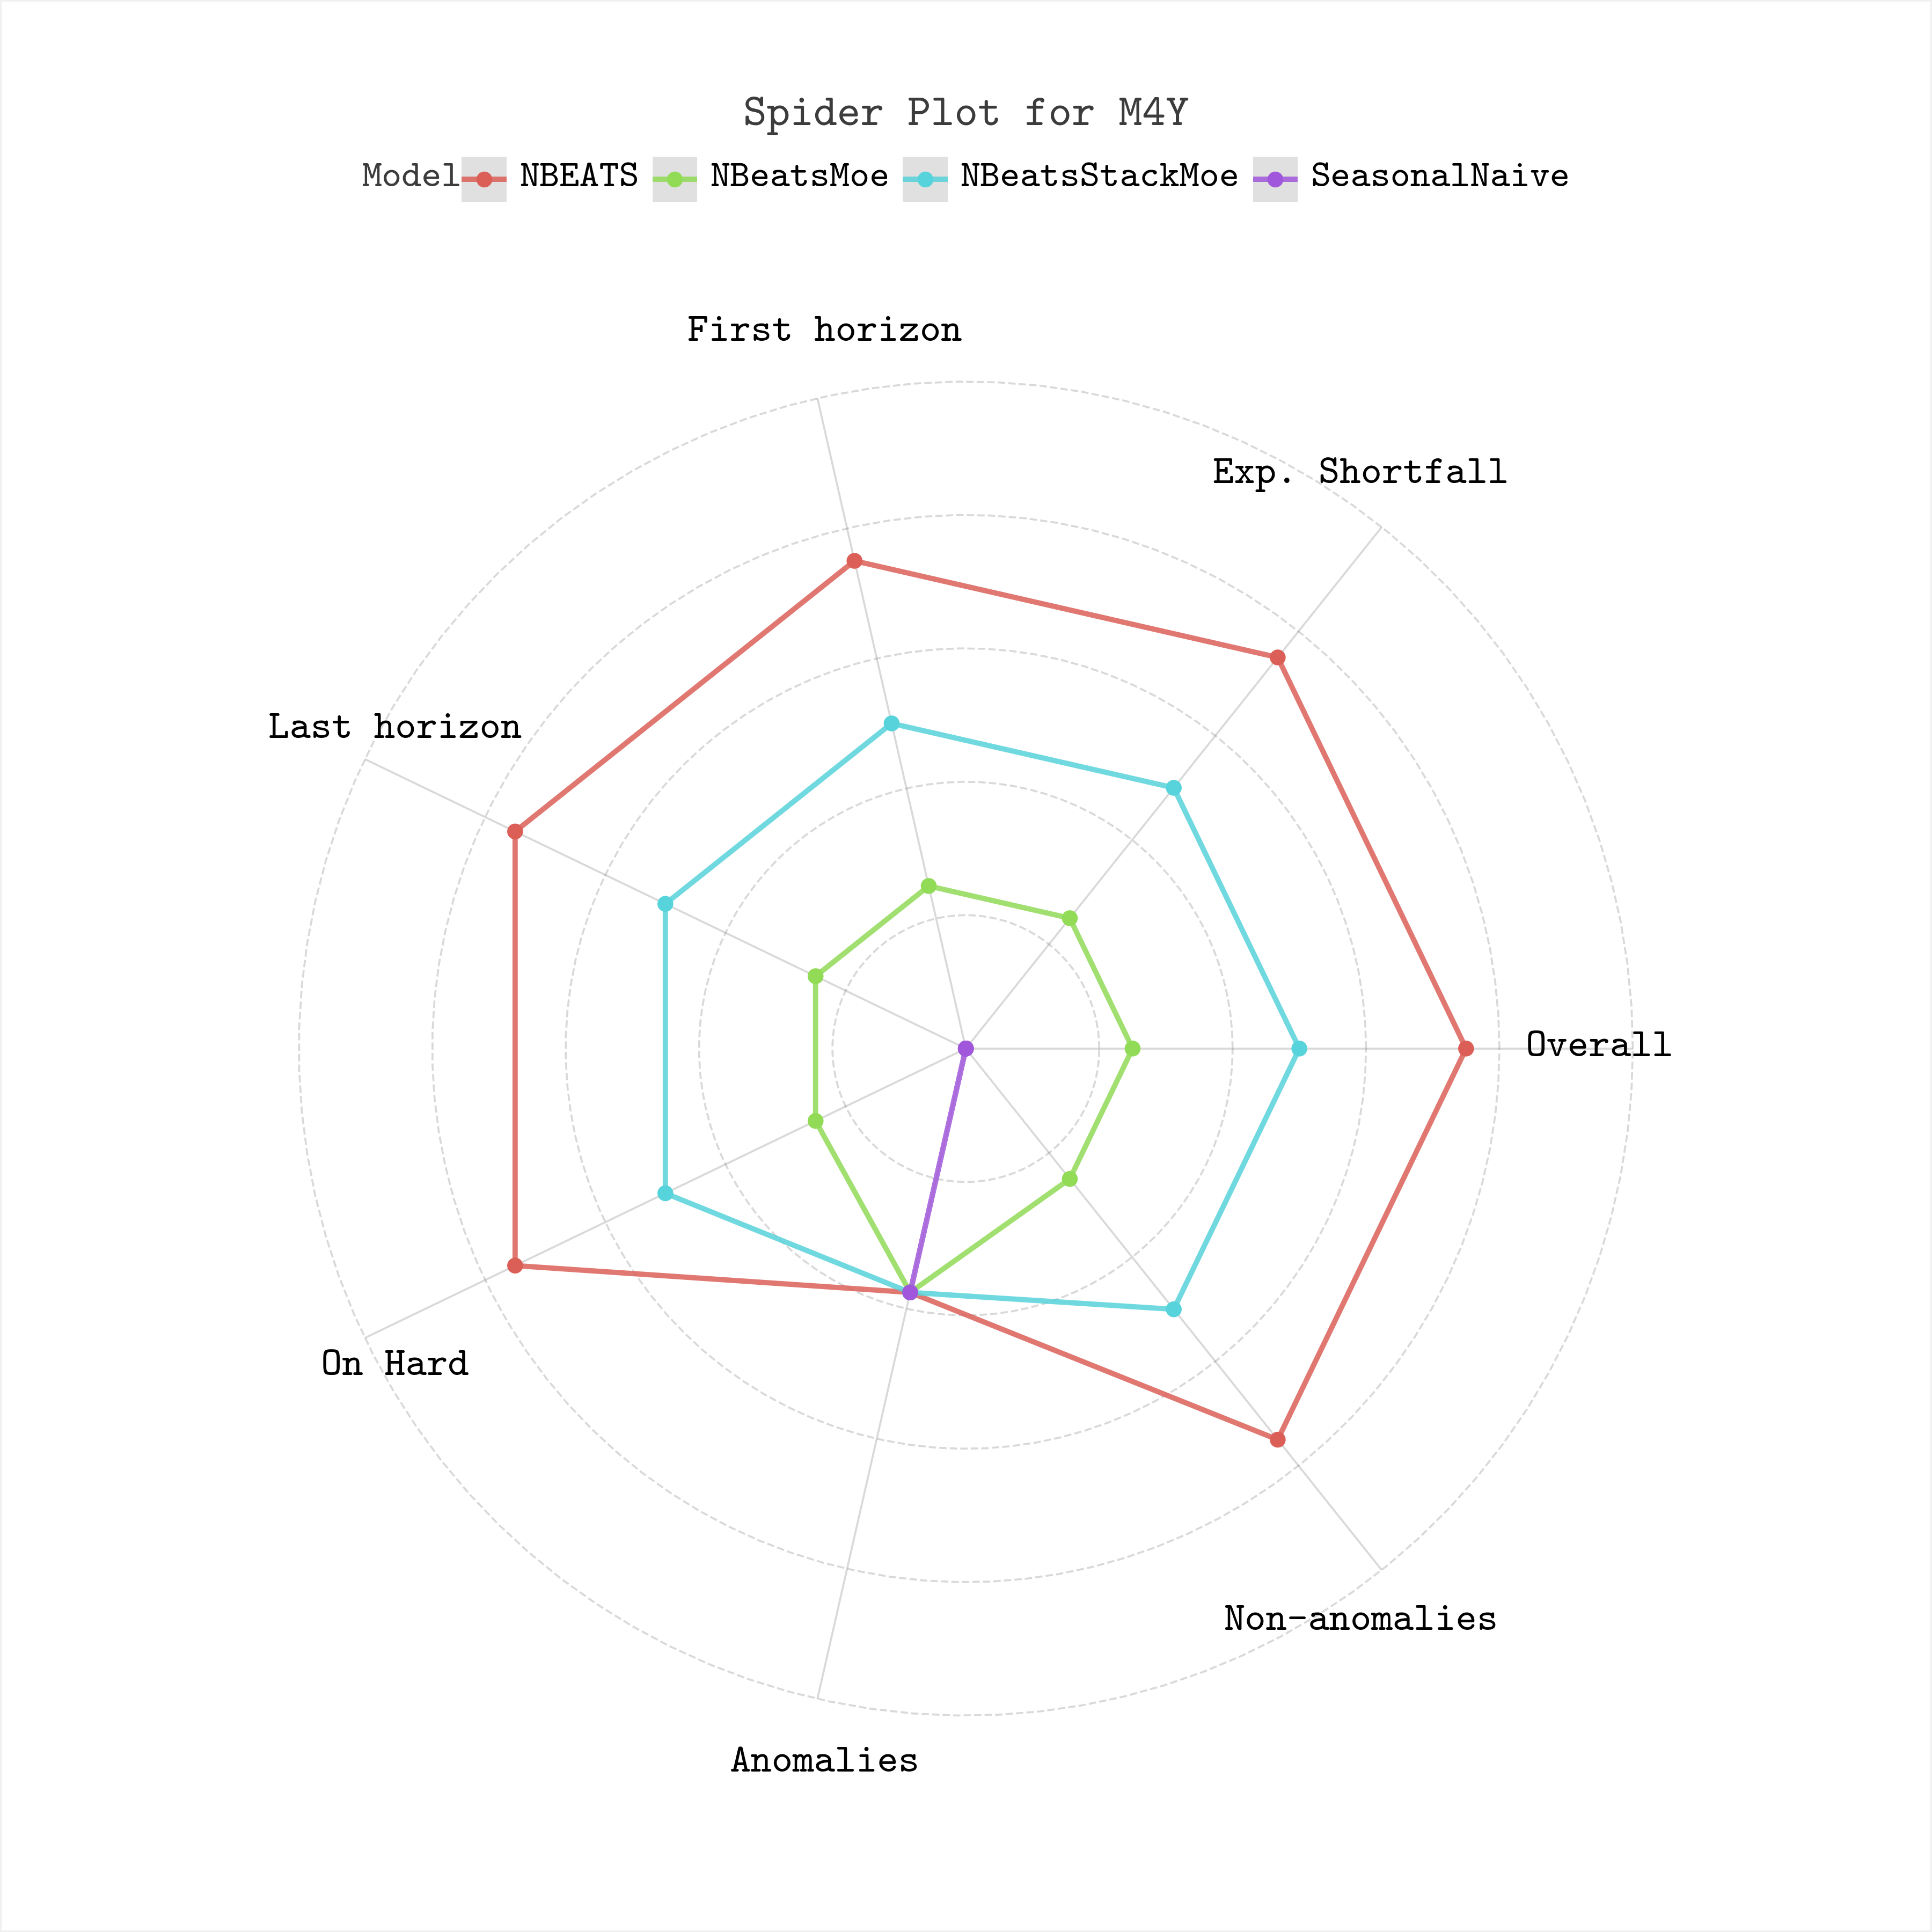 Spider Plot for M4Y
Model NBEATS NBeatsMoe NBeatsStackMoe SeasonalNaive
First horizon
Exp. Shortfall
Last horizon
Overall
On Hard
Non-anomalies
Anomalies